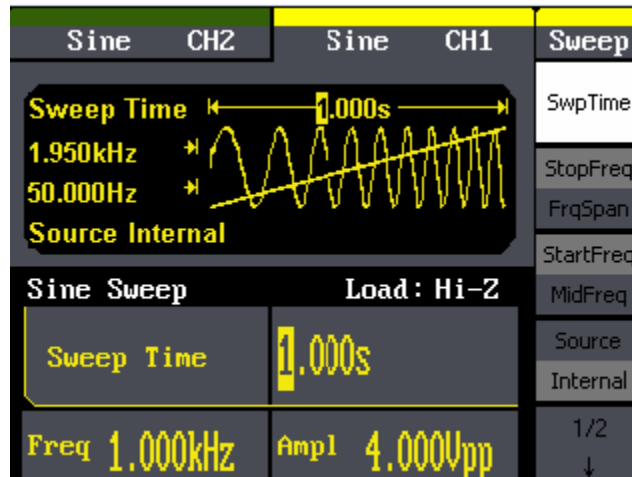 Sine CH2 Sine CH1 Sweep
Sweep Time 1.000s
1.950kHz
50.000Hz
Source Internal
SwpTime
StopFreq
FrqSpan
StartFreq
MidFreq
Source
Internal
1/2
↓
Sine Sweep Load: Hi-Z
Sweep Time 1.000s
Freq 1.000kHz Ampl 4.000Vpp